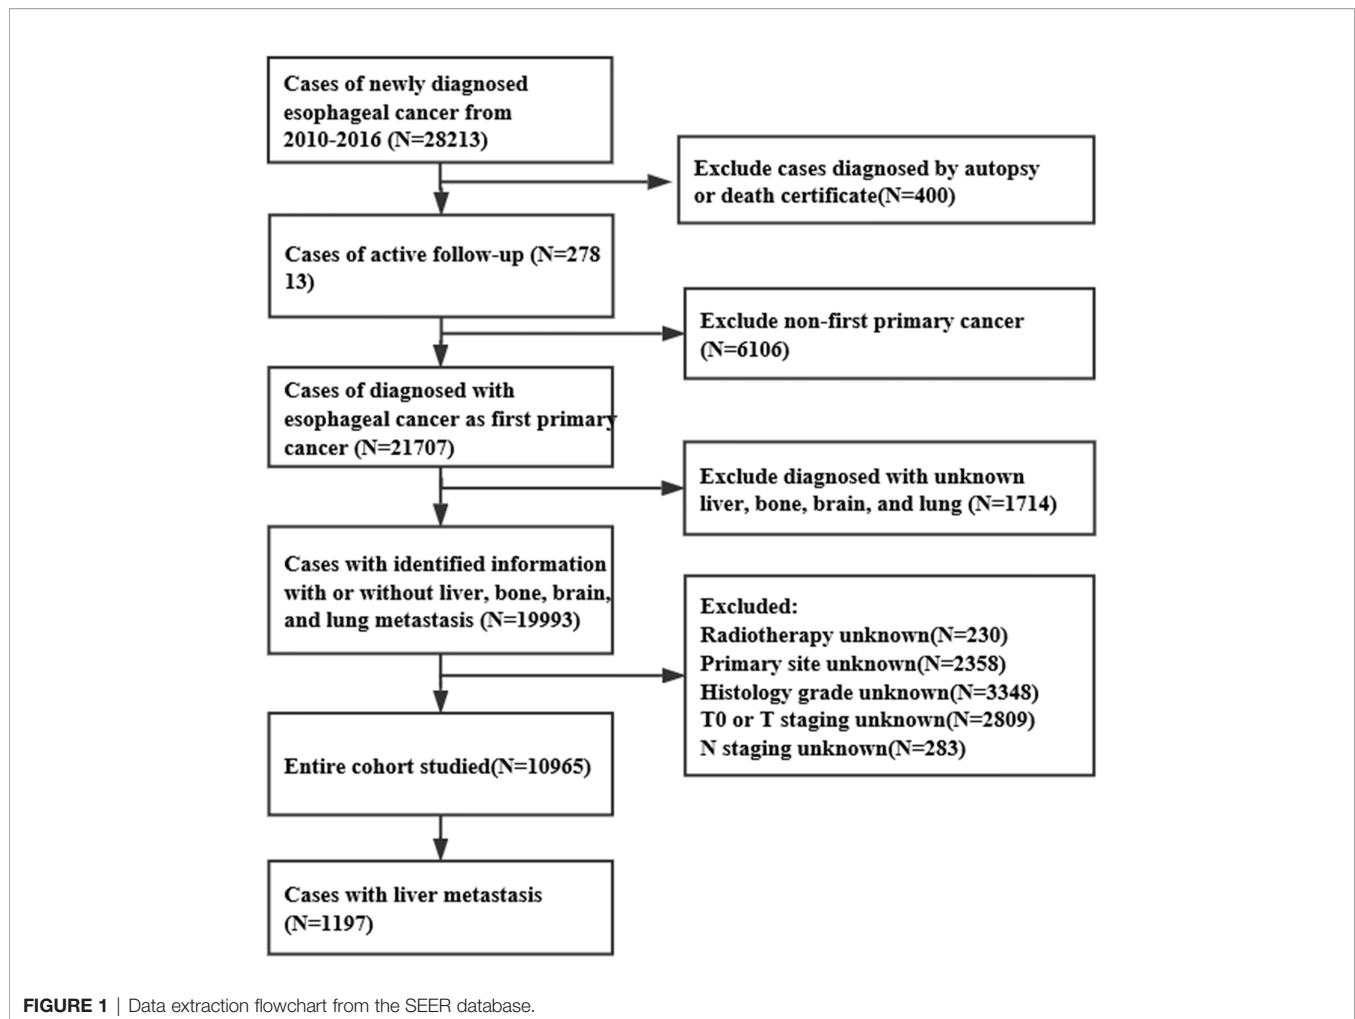 Cases of newly diagnosed
esophageal cancer from
2010-2016 (N=28213)
Exclude cases diagnosed by autopsy
or death certificate(N=400)
Cases of active follow-up (N=278
13)
Exclude non-first primary cancer
(N=6106)
Cases of diagnosed with
esophageal cancer as first primary
cancer (N=21707)
Exclude diagnosed with unknown
liver, bone, brain, and lung (N=1714)
Cases with identified information
with or without liver, bone, brain,
and lung metastasis (N=19993)
Excluded:
Radiotherapy unknown(N=230)
Primary site unknown(N=2358)
Histology grade unknown(N=3348)
T0 or T staging unknown(N=2809)
N staging unknown(N=283)
Entire cohort studied(N=10965)
Cases with liver metastasis
(N=1197)
FIGURE 1 | Data extraction flowchart from the SEER database.